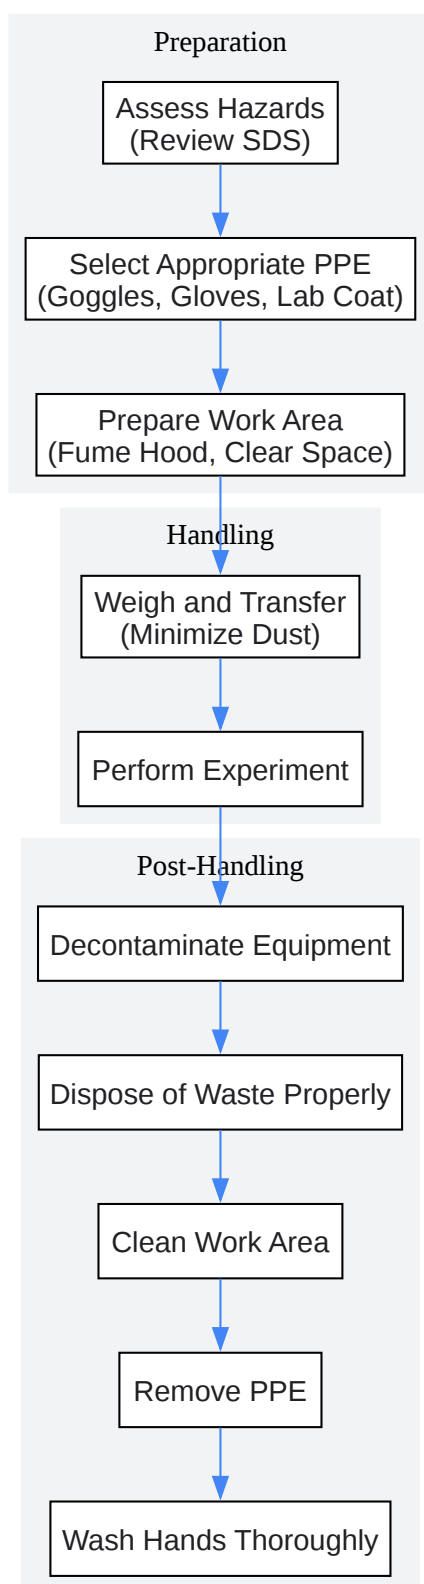 Preparation
Assess Hazards
(Review SDS)
Select Appropriate PPE
(Goggles, Gloves, Lab Coat)
Prepare Work Area
(Fume Hood, Clear Space)
Handling
Weigh and Transfer
(Minimize Dust)
Perform Experiment
Post-Handling
Decontaminate Equipment
Dispose of Waste Properly
Clean Work Area
Remove PPE
Wash Hands Thoroughly